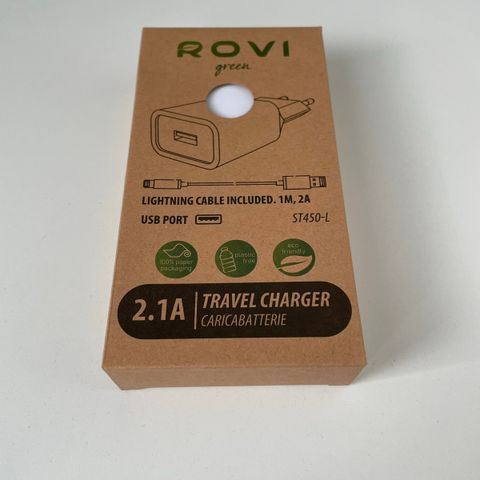 ROVI
green
LIGHTNING CABLE INCLUDED. 1M, 2A
USB PORT ST450-L
100% paper packaging
plastic free
eco friendly
2.1A TRAVEL CHARGER
CARICABATTERIE